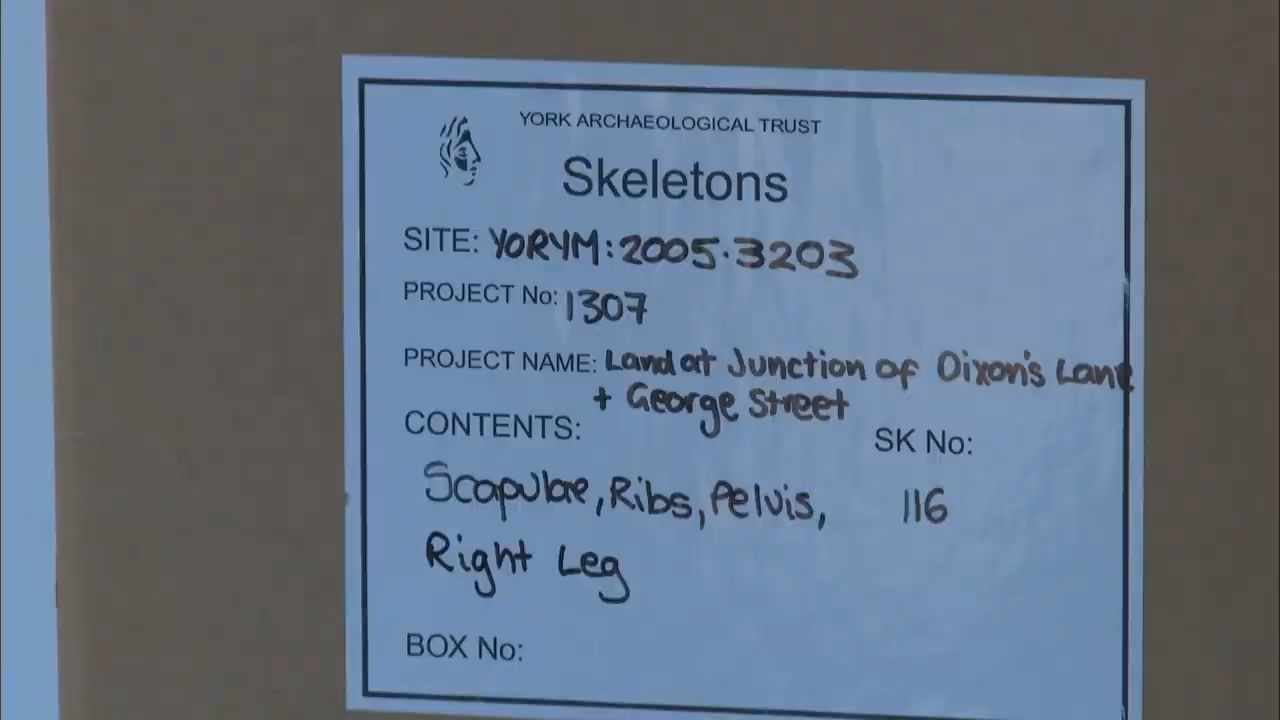 YORK ARCHAEOLOGICAL TRUST
Skeletons
SITE: YORYM:2005.3203
PROJECT No: 1307
PROJECT NAME: Land at Junction of Dixon's Lane
+ George Street
CONTENTS:
SK No:
Scapulae, Ribs, Pelvis, 116
Right Leg
BOX No: